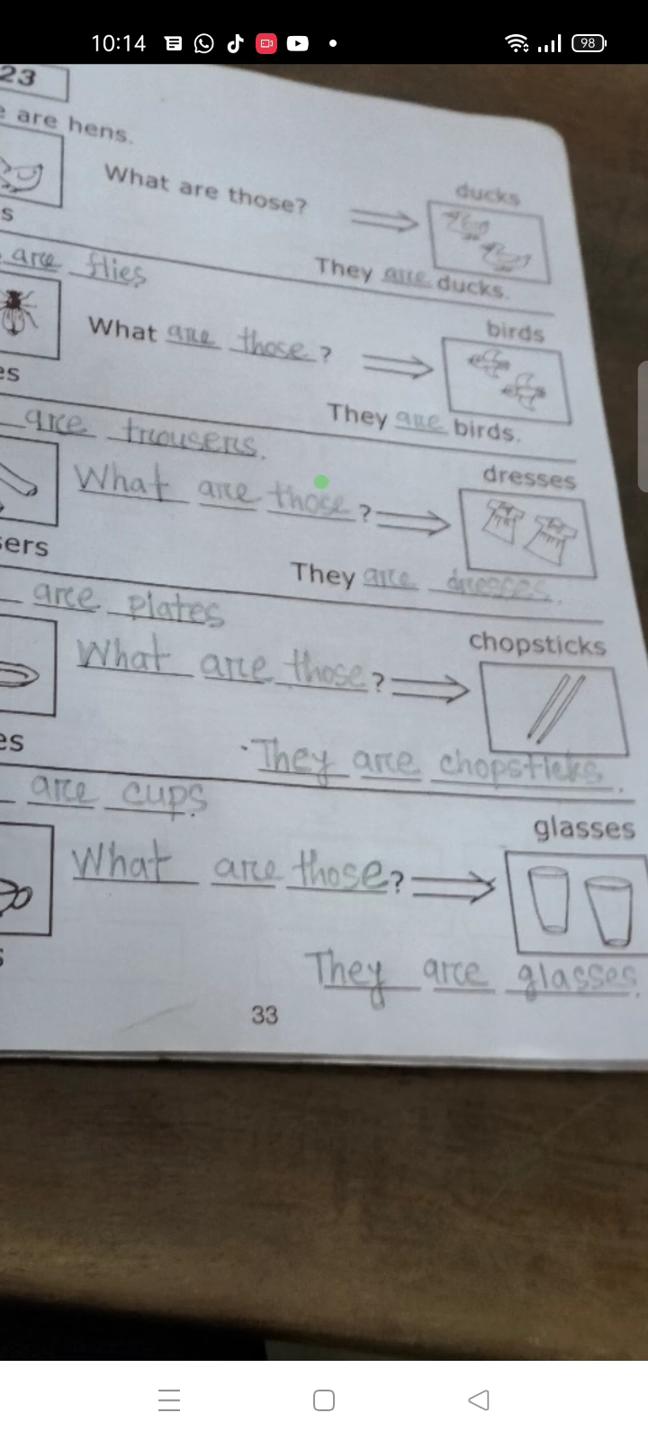 10:14
98
23
are hens.
What are those?
ducks
s
They are ducks.
are flies
What are those?
birds
es
They are birds.
are trousers.
What are those?
dresses
sers
They are dresses.
are plates
What are those?
chopsticks
es
They are chopsticks.
are cups.
What are those?
glasses
s
They are glasses.
33